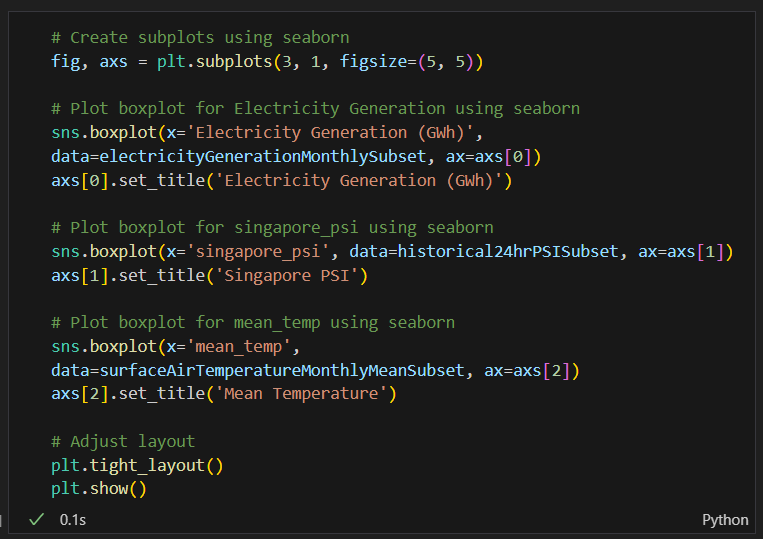 # Create subplots using seaborn
fig, axs = plt.subplots(3, 1, figsize=(5, 5))
# Plot boxplot for Electricity Generation using seaborn
sns.boxplot(x='Electricity Generation (GWh)',
data=electricityGenerationMonthlySubset, ax=axs[0])
axs[0].set_title('Electricity Generation (GWh)')
# Plot boxplot for singapore_psi using seaborn
sns.boxplot(x='singapore_psi', data=historical24hrPSISubset, ax=axs[1])
axs[1].set_title('Singapore PSI')
# Plot boxplot for mean_temp using seaborn
sns.boxplot(x='mean_temp',
data=surfaceAirTemperatureMonthlyMeanSubset, ax=axs[2])
axs[2].set_title('Mean Temperature')
# Adjust layout
plt.tight_layout()
plt.show()
0.1s Python